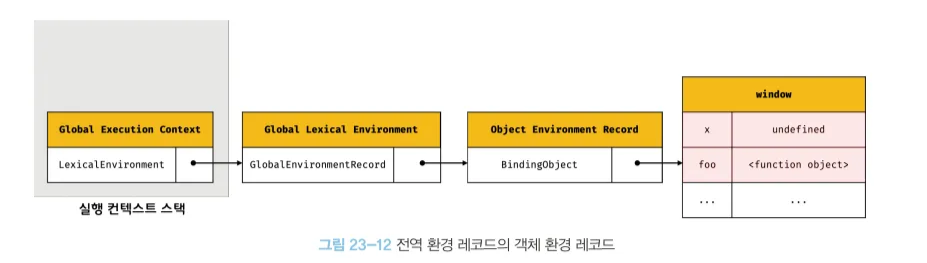 window
Global Execution Context
Global Lexical Environment
Object Environment Record
x
undefined
LexicalEnvironment
GlobalEnvironmentRecord
BindingObject
foo
<function object>
...
...
실행 컨텍스트 스택
그림 23-12 전역 환경 레코드의 객체 환경 레코드